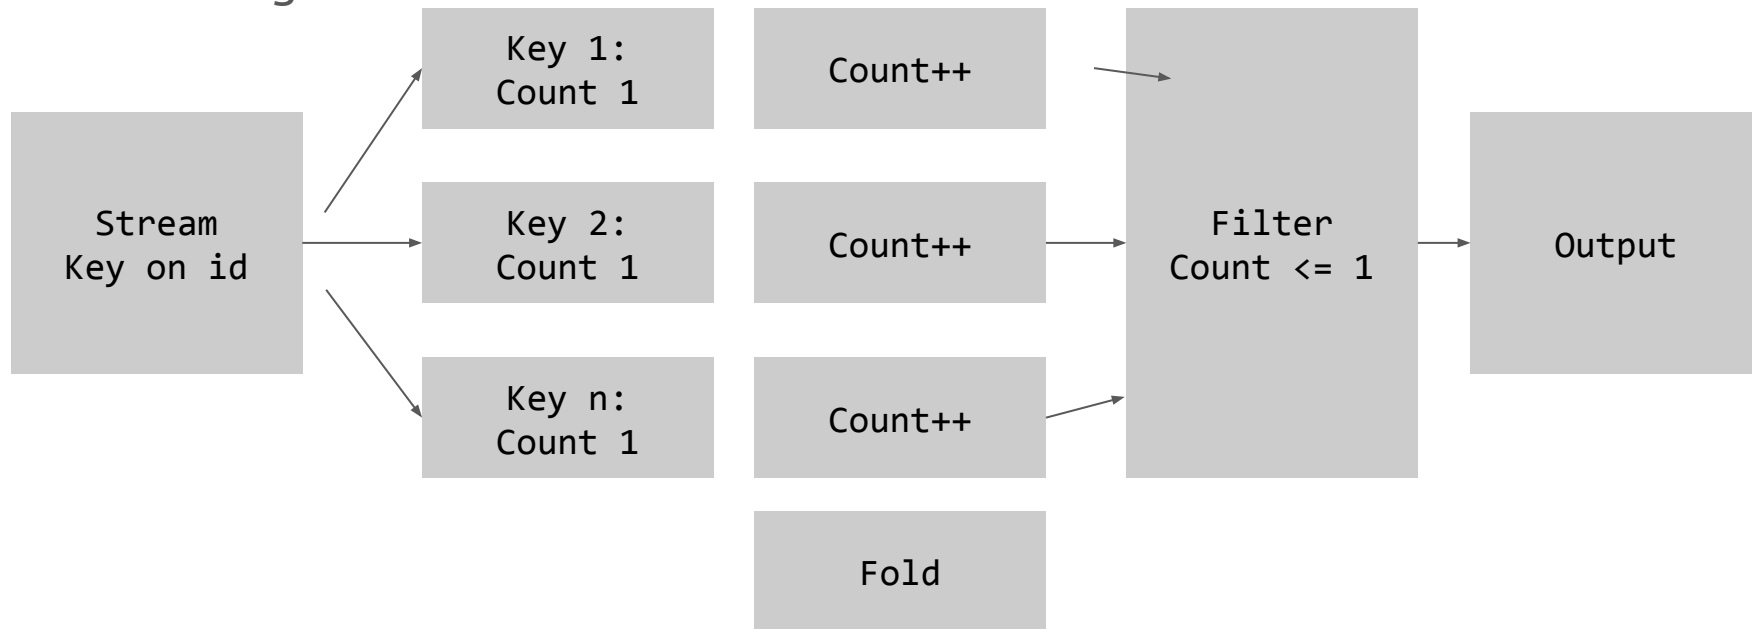 Stream
Key on id
Key 1:
Count 1
Key 2:
Count 1
Key n:
Count 1
Count++
Count++
Count++
Fold
Filter
Count <= 1
Output